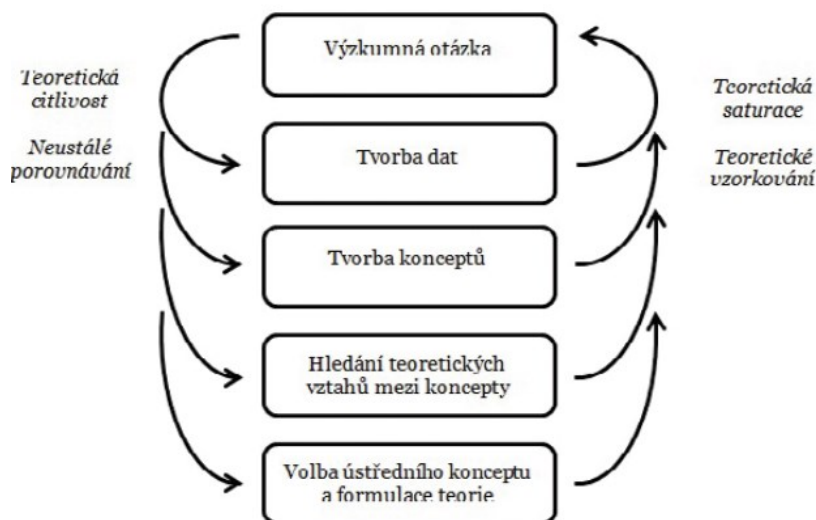 Výzkumná otázka
Teoretická
citlivost
Neustálé
porovnávání
Teoretická
saturace
Teoretické
vzorkování
Tvorba dat
Tvorba konceptů
Hledání teoretických
vztahů mezi koncepty
Volba ústředního konceptu
a formulace teorie